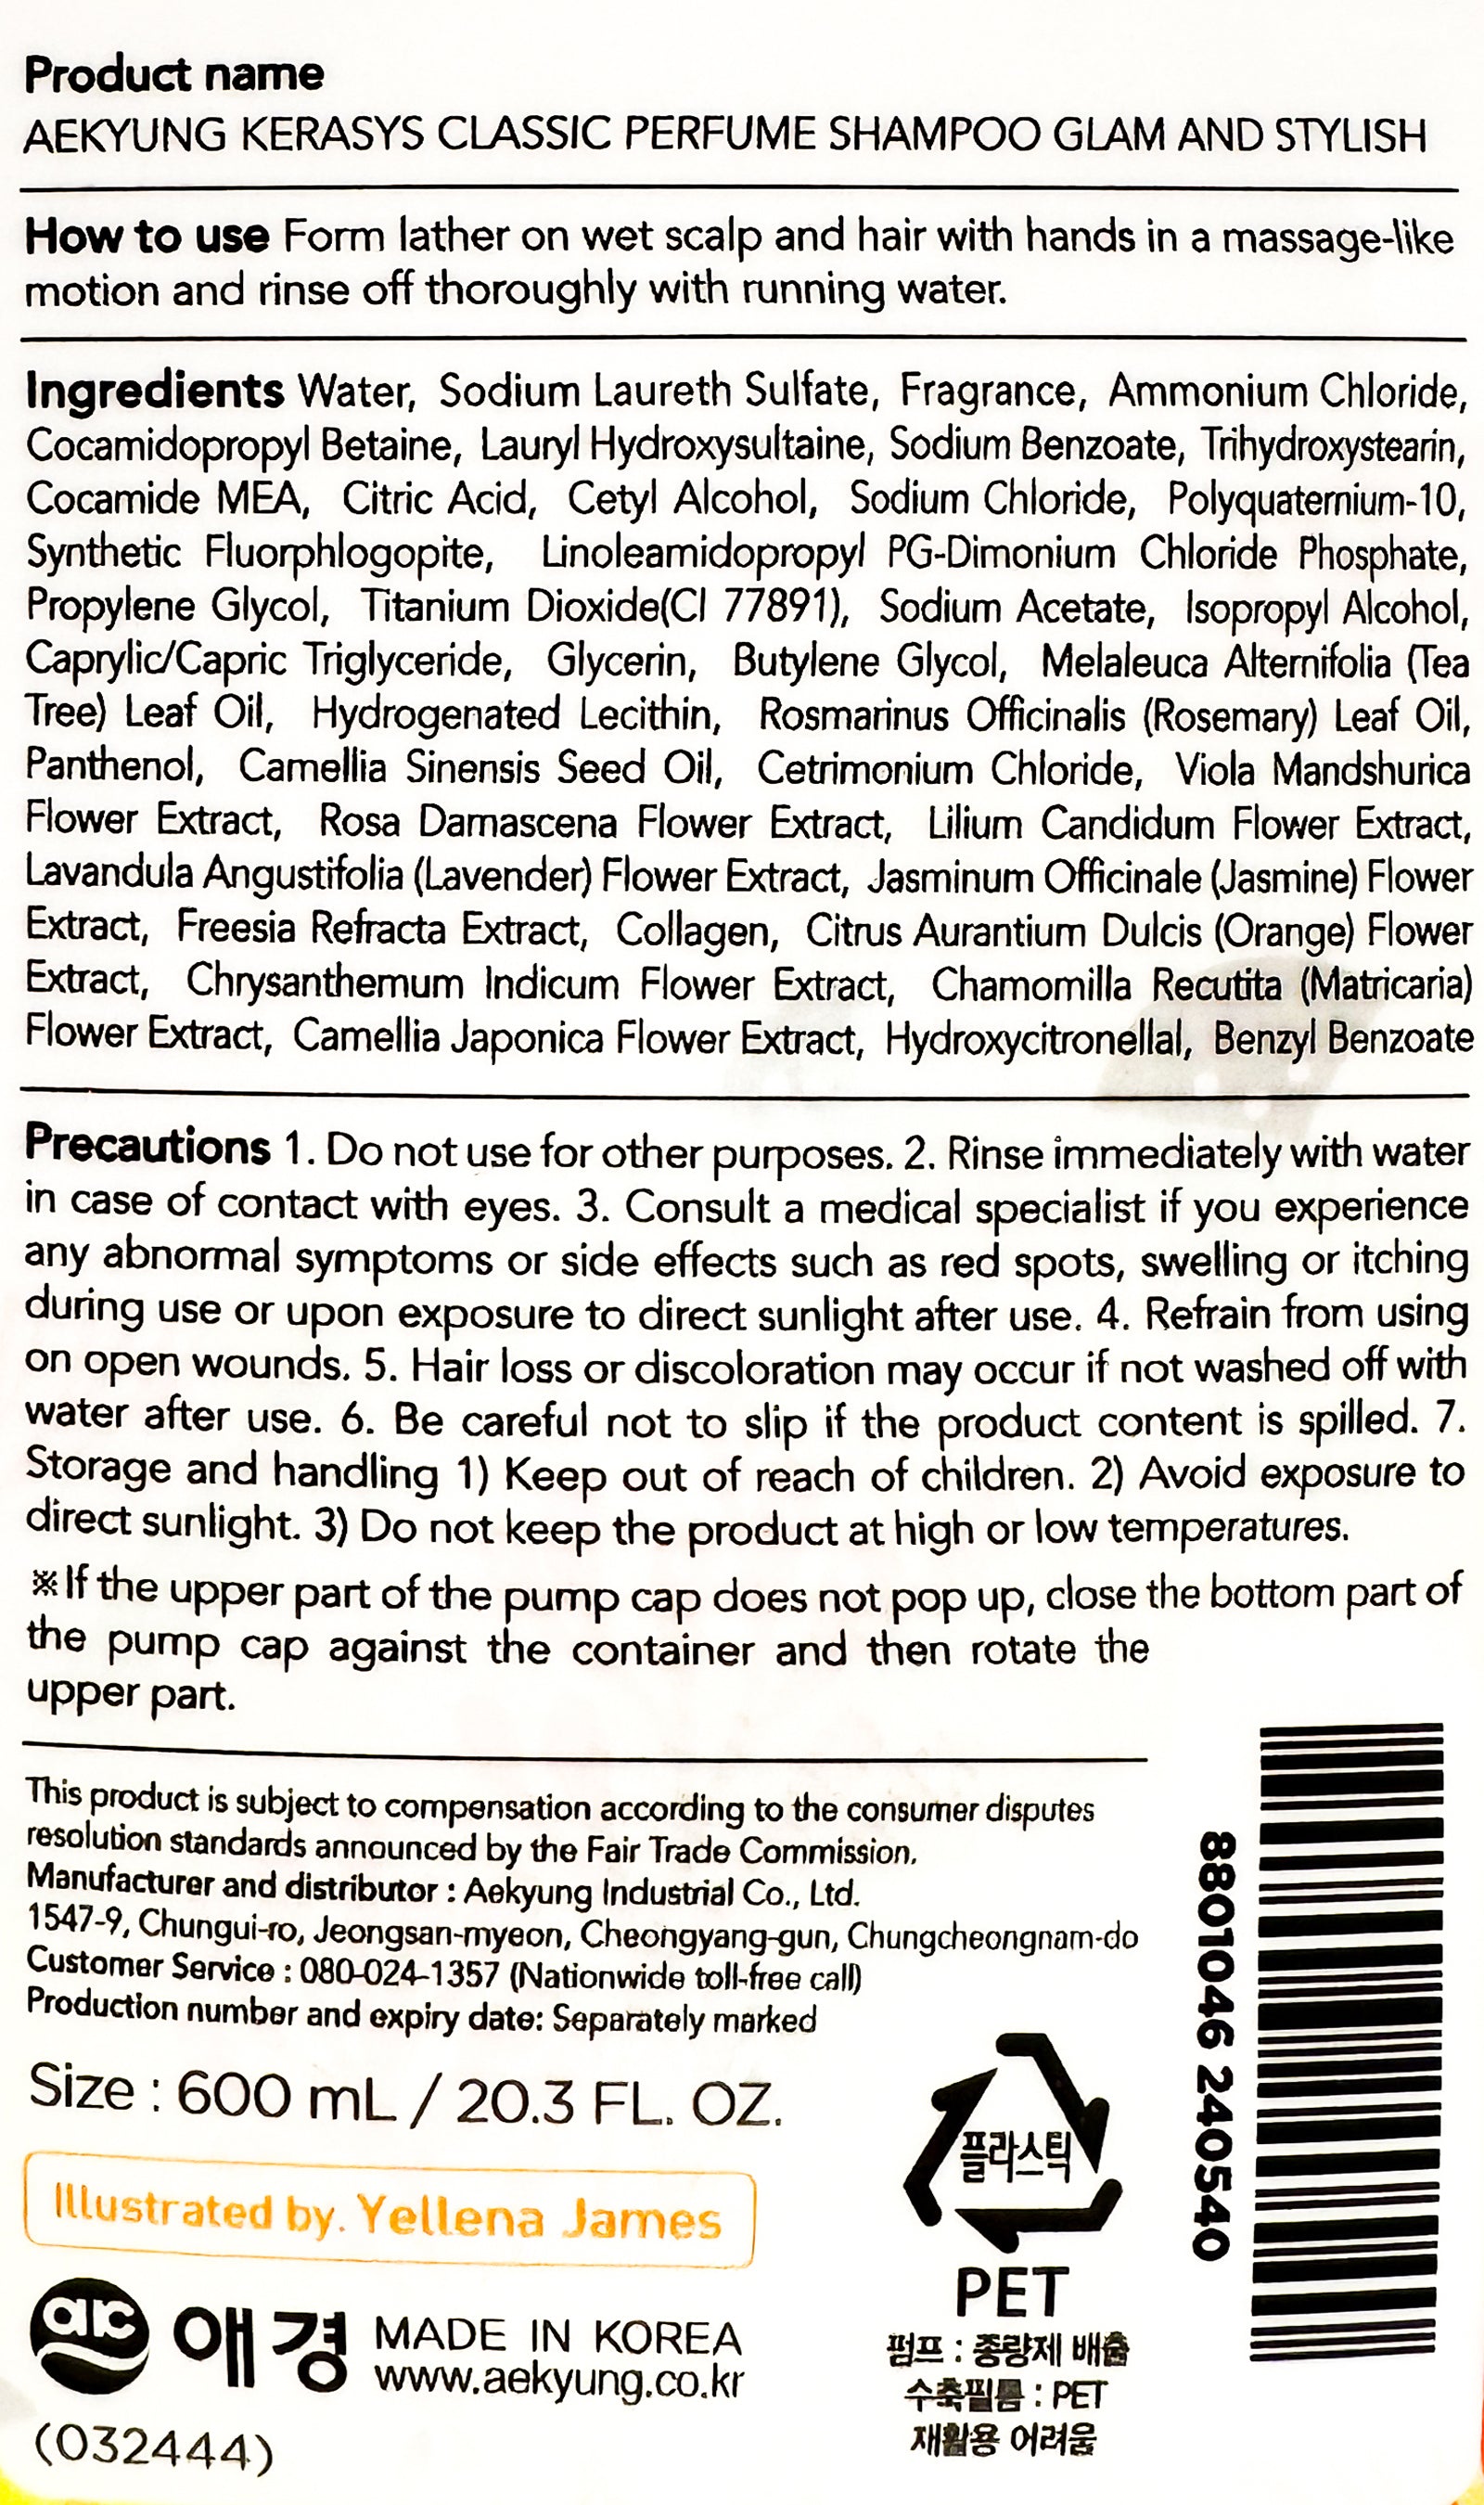 Product name
AEKYUNG KERASYS CLASSIC PERFUME SHAMPOO GLAM AND STYLISH
How to use Form lather on wet scalp and hair with hands in a massage-like
motion and rinse off thoroughly with running water.
Ingredients Water, Sodium Laureth Sulfate, Fragrance, Ammonium Chloride,
Cocamidopropyl Betaine, Lauryl Hydroxysultaine, Sodium Benzoate, Trihydroxystearin,
Cocamide MEA, Citric Acid, Cetyl Alcohol, Sodium Chloride, Polyquaternium-10,
Synthetic Fluorphlogopite, Linoleamidopropyl PG-Dimonium Chloride Phosphate,
Propylene Glycol, Titanium Dioxide(CI 77891), Sodium Acetate, Isopropyl Alcohol,
Caprylic/Capric Triglyceride, Glycerin, Butylene Glycol, Melaleuca Alternifolia (Tea
Tree) Leaf Oil, Hydrogenated Lecithin, Rosmarinus Officinalis (Rosemary) Leaf Oil,
Panthenol, Camellia Sinensis Seed Oil, Cetrimonium Chloride, Viola Mandshurica
Flower Extract, Rosa Damascena Flower Extract, Lilium Candidum Flower Extract,
Lavandula Angustifolia (Lavender) Flower Extract, Jasminum Officinale (Jasmine) Flower
Extract, Freesia Refracta Extract, Collagen, Citrus Aurantium Dulcis (Orange) Flower
Extract, Chrysanthemum Indicum Flower Extract, Chamomilla Recutita (Matricaria)
Flower Extract, Camellia Japonica Flower Extract, Hydroxycitronellal, Benzyl Benzoate
Precautions 1. Do not use for other purposes. 2. Rinse immediately with water
in case of contact with eyes. 3. Consult a medical specialist if you experience
any abnormal symptoms or side effects such as red spots, swelling or itching
during use or upon exposure to direct sunlight after use. 4. Refrain from using
on open wounds. 5. Hair loss or discoloration may occur if not washed off with
water after use. 6. Be careful not to slip if the product content is spilled. 7.
Storage and handling 1) Keep out of reach of children. 2) Avoid exposure to
direct sunlight. 3) Do not keep the product at high or low temperatures.
※If the upper part of the pump cap does not pop up, close the bottom part of
the pump cap against the container and then rotate the
upper part.
This product is subject to compensation according to the consumer disputes
resolution standards announced by the Fair Trade Commission.
Manufacturer and distributor : Aekyung Industrial Co., Ltd.
1547-9, Chungui-ro, Jeongsan-myeon, Cheongyang-gun, Chungcheongnam-do
Customer Service : 080-024-1357 (Nationwide toll-free call)
Production number and expiry date: Separately marked
Size : 600 mL / 20.3 FL. OZ.
Illustrated by. Yellena James
aic 애경 MADE IN KOREA
www.aekyung.co.kr
(032444)
플라스틱
PET
펌프 : 종량제 배출
수축필름 : PET
재활용 어려움
8801046 240540